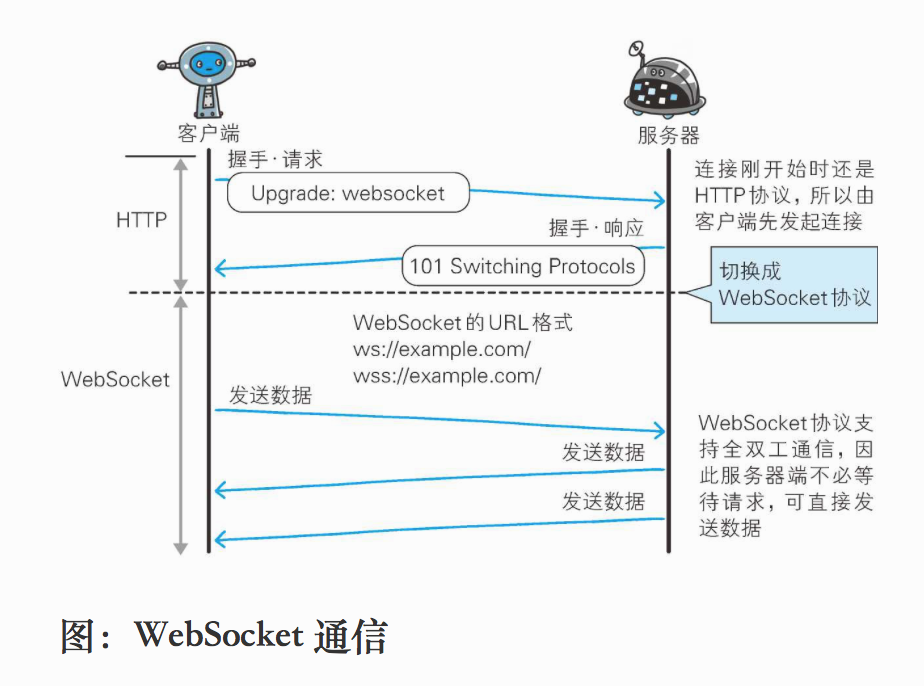 客户端
服务器
握手·请求
Upgrade: websocket
连接刚开始时还是
HTTP协议，所以由
客户端先发起连接
HTTP
握手·响应
101 Switching Protocols
切换成
WebSocket协议
WebSocket的URL格式
ws://example.com/
wss://example.com/
WebSocket
发送数据
WebSocket协议支
持全双工通信，因
此服务器端不必等
待请求，可直接发
送数据
发送数据
发送数据
图：WebSocket 通信